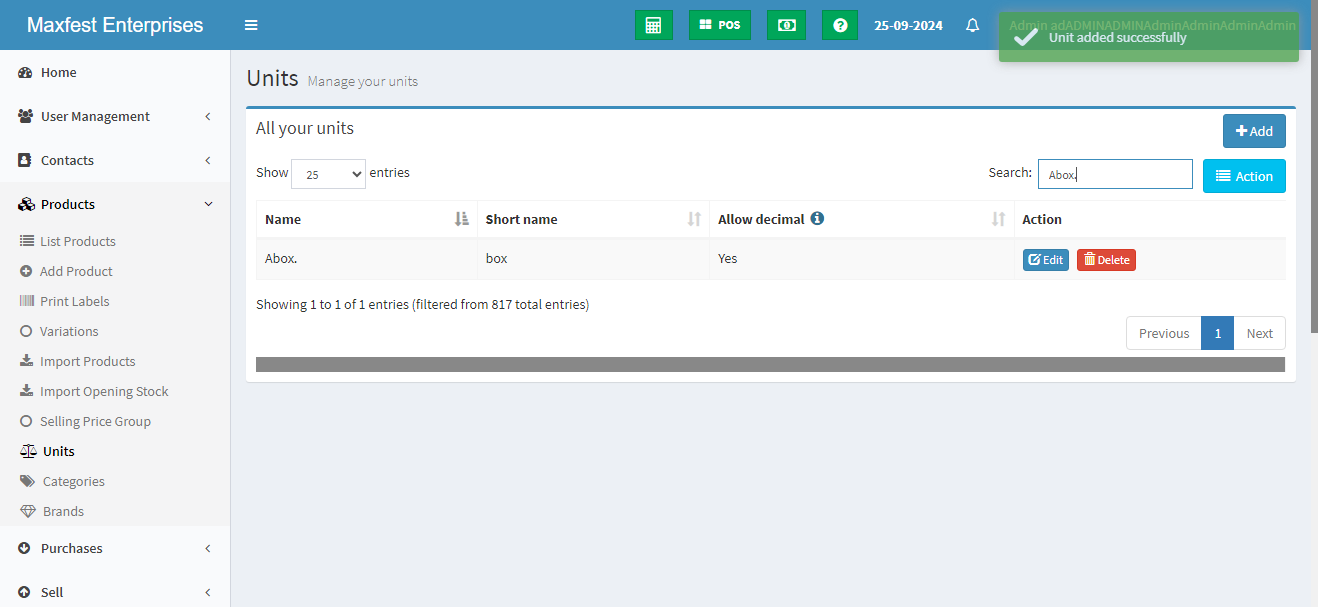 Maxfest Enterprises
POS
25-09-2024
Admin adADMINADMINAdminAdminAdminAdmin
Unit added successfully
Home
User Management
Contacts
Products
List Products
Add Product
Print Labels
Variations
Import Products
Import Opening Stock
Selling Price Group
Units
Categories
Brands
Purchases
Sell
Units Manage your units
All your units
Add
Show 25 entries
Search: Abox.
Action
Name Short name Allow decimal Action
Abox. box Yes Edit Delete
Showing 1 to 1 of 1 entries (filtered from 817 total entries)
Previous 1 Next